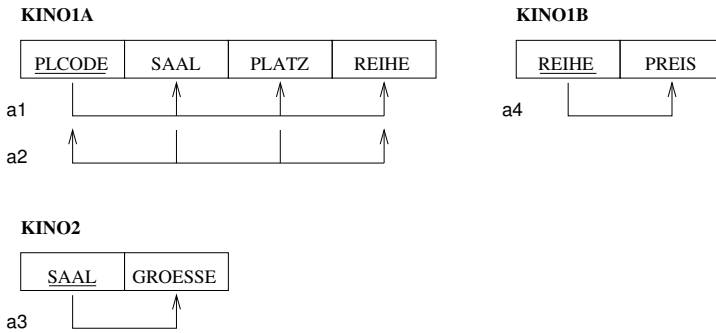 KINO1A
PLCODE SAAL PLATZ REIHE
a1
a2
KINO1B
REIHE PREIS
a4
KINO2
SAAL GROESSE
a3